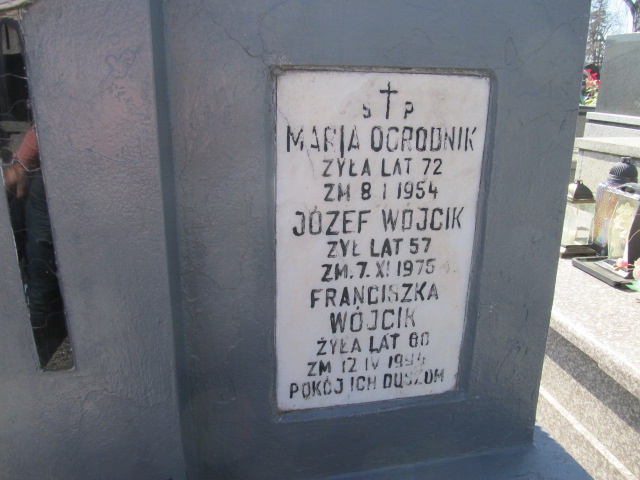 Ś P
MARIA OGRODNIK
ŻYŁA LAT 72
ZM 8 I 1954
JÓZEF WÓJCIK
ŻYŁ LAT 57
ZM. 7. XI 1975
FRANCISZKA
WÓJCIK
ŻYŁA LAT
ZM 12 IV 1994
POKÓJ ICH DUSZOM